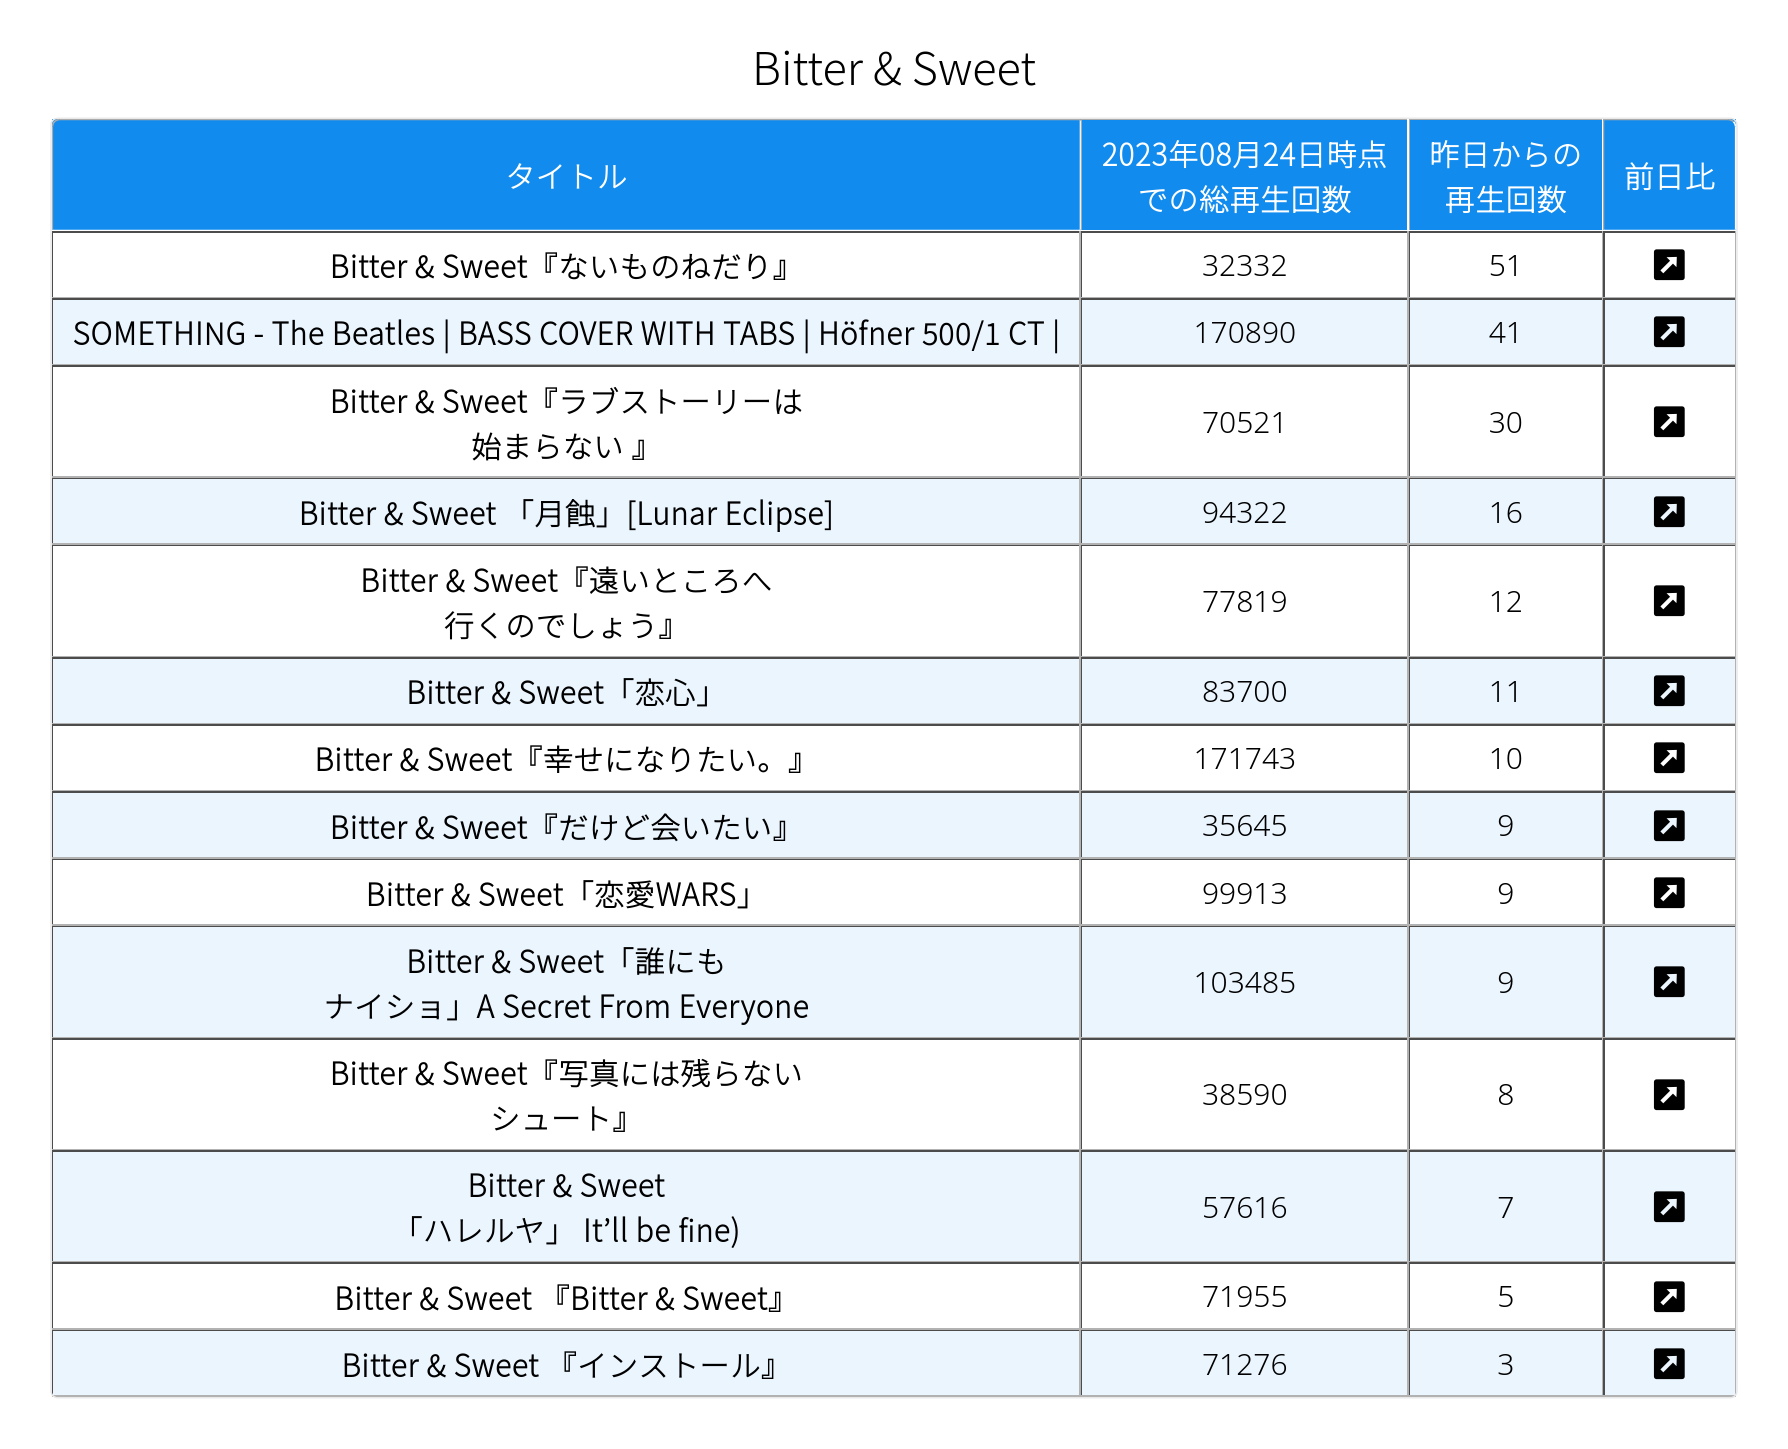 Bitter & Sweet
タイトル
2023年08月24日時点
での総再生回数
昨日からの
再生回数
前日比
Bitter & Sweet『ないものねだり』
32332
51
SOMETHING - The Beatles | BASS COVER WITH TABS | Höfner 500/1 CT |
170890
41
Bitter & Sweet『ラブストーリーは
始まらない 』
70521
30
Bitter & Sweet 「月蝕」[Lunar Eclipse]
94322
16
Bitter & Sweet『遠いところへ
行くのでしょう』
77819
12
Bitter & Sweet「恋心」
83700
11
Bitter & Sweet『幸せになりたい。』
171743
10
Bitter & Sweet『だけど会いたい』
35645
9
Bitter & Sweet「恋愛WARS」
99913
9
Bitter & Sweet「誰にも
ナイショ」A Secret From Everyone
103485
9
Bitter & Sweet『写真には残らない
シュート』
38590
8
Bitter & Sweet
「ハレルヤ」 It’ll be fine)
57616
7
Bitter & Sweet 『Bitter & Sweet』
71955
5
Bitter & Sweet 『インストール』
71276
3